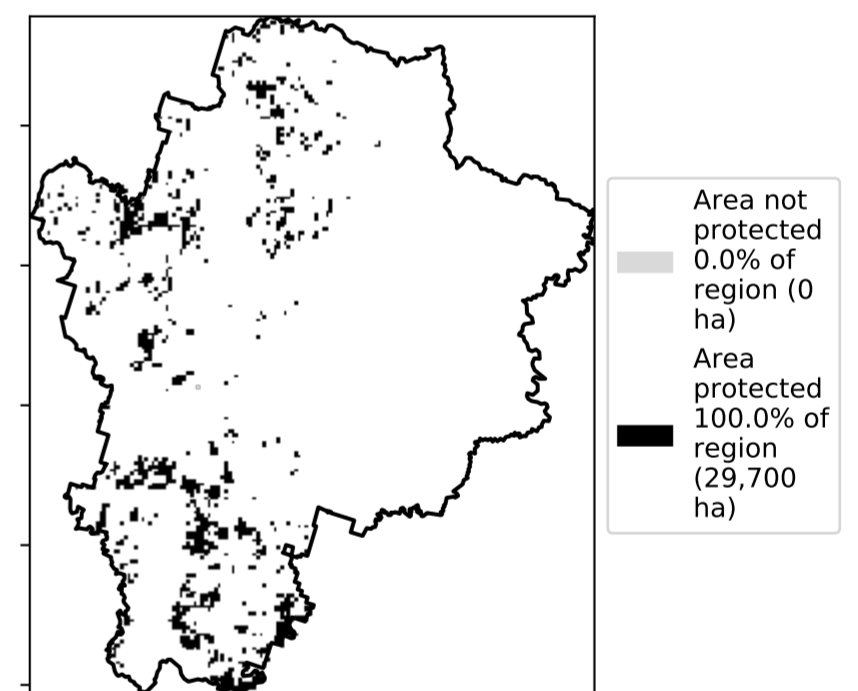 Area not
protected
0.0% of
region (0
ha)
Area
protected
100.0% of
region
(29,700
ha)